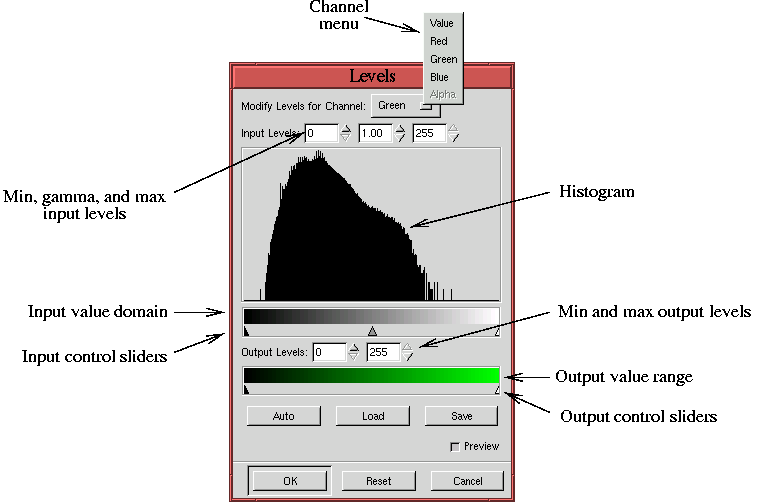 Channel
menu
Value
Red
Green
Blue
Alpha
Levels
Modify Levels for Channel: Green
Input Levels: 0 1.00 255
Min, gamma, and max
input levels
Histogram
Input value domain
Min and max output levels
Input control sliders
Output Levels: 0 255
Output value range
Output control sliders
Auto Load Save
Preview
OK Reset Cancel